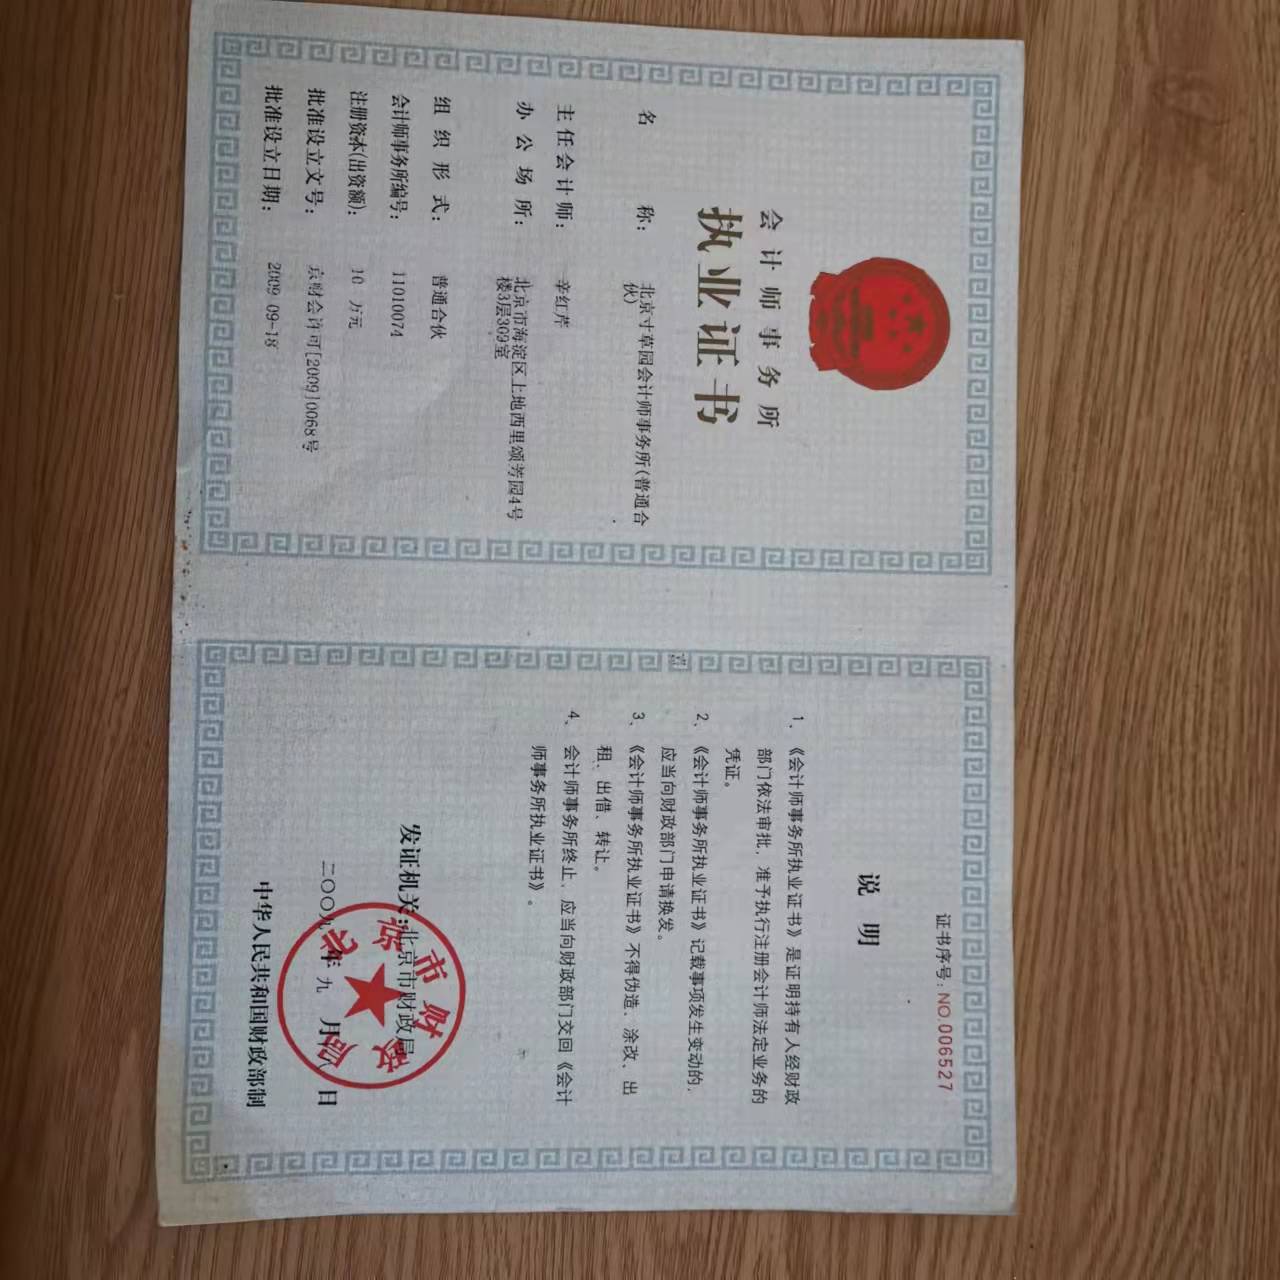 会计师事务所
执业证书
名称：北京寸草园会计师事务所(普通合
伙)
主任会计师：辛红芹
办公场所：北京市海淀区上地西里颂芳园4号
楼3层309室
组织形式：普通合伙
会计师事务所编号：11010074
注册资本(出资额)：10 万元
批准设立文号：京财会许可[2009]0068号
批准设立日期：2009-09-18
证书序号：NO.006527
说明
1、《会计师事务所执业证书》是证明持有人经财政
部门依法审批，准予执行注册会计师法定业务的
凭证。
2、《会计师事务所执业证书》记载事项发生变动的，
应当向财政部门申请换发。
3、《会计师事务所执业证书》不得伪造、涂改、出
租、出借、转让。
4、会计师事务所终止，应当向财政部门交回《会计
师事务所执业证书》。
发证机关：北京市财政局
二〇〇九年九月十八日
北京市财政局
中华人民共和国财政部制